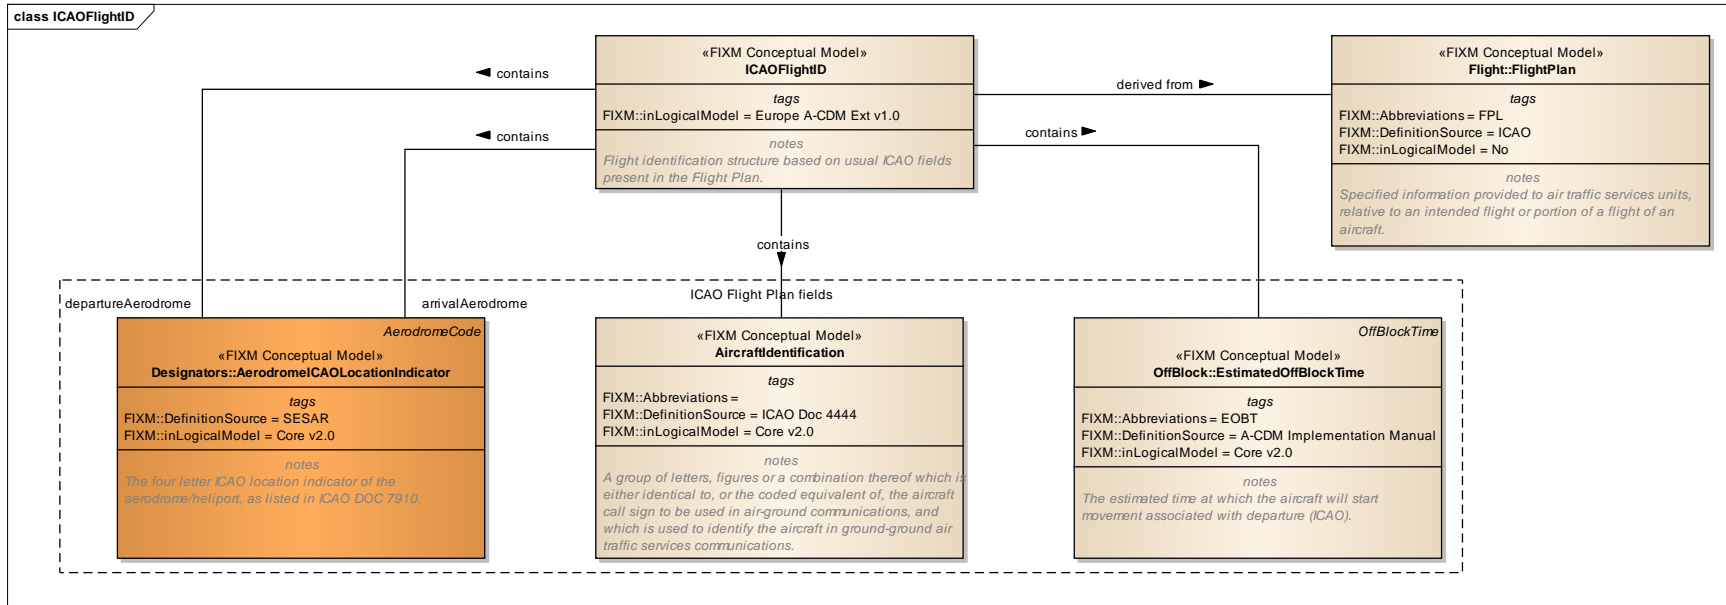 class ICAOFlightID
«FIXM Conceptual Model»
ICAOFlightID
tags
FIXM::inLogicalModel = Europe A-CDM Ext v1.0
notes
Flight identification structure based on usual ICAO fields
present in the Flight Plan.
«FIXM Conceptual Model»
Flight::FlightPlan
tags
FIXM::Abbreviations = FPL
FIXM::DefinitionSource = ICAO
FIXM::inLogicalModel = No
notes
Specified information provided to air traffic services units,
relative to an intended flight or portion of a flight of an
aircraft.
contains
contains
derived from
contains
contains
ICAO Flight Plan fields
departureAerodrome
arrivalAerodrome
AerodromeCode
«FIXM Conceptual Model»
Designators::AerodromeICAOLocationIndicator
tags
FIXM::DefinitionSource = SESAR
FIXM::inLogicalModel = Core v2.0
notes
The four letter ICAO location indicator of the
aerodrome/heliport, as listed in ICAO DOC 7910.
«FIXM Conceptual Model»
AircraftIdentification
tags
FIXM::Abbreviations =
FIXM::DefinitionSource = ICAO Doc 4444
FIXM::inLogicalModel = Core v2.0
notes
A group of letters, figures or a combination thereof which is
either identical to, or the coded equivalent of, the aircraft
call sign to be used in air-ground communications, and
which is used to identify the aircraft in ground-ground air
traffic services communications.
OffBlockTime
«FIXM Conceptual Model»
OffBlock::EstimatedOffBlockTime
tags
FIXM::Abbreviations = EOBT
FIXM::DefinitionSource = A-CDM Implementation Manual
FIXM::inLogicalModel = Core v2.0
notes
The estimated time at which the aircraft will start
movement associated with departure (ICAO).